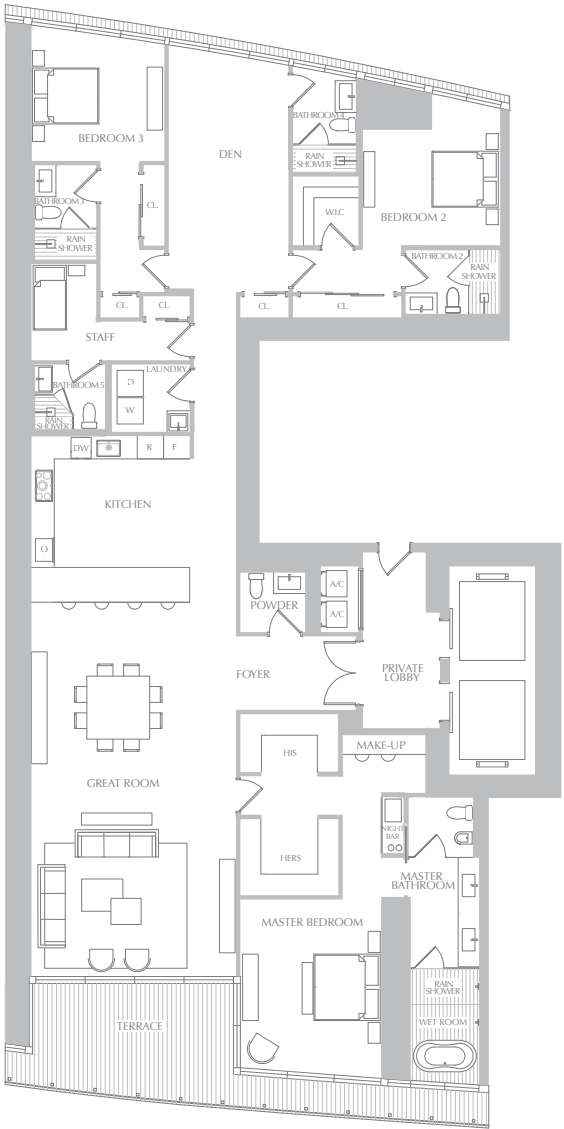 BEDROOM 3
DEN
BATHROOM 4
RAIN
SHOWER
W.I.C
BEDROOM 2
BATHROOM 3
CL.
RAIN
SHOWER
BATHROOM 2
RAIN
SHOWER
CL.
CL.
CL.
CL.
STAFF
LAUNDRY
D
W
BATHROOM 5
RAIN
SHOWER
DW
R
F
KITCHEN
O
A/C
A/C
POWDER
FOYER
PRIVATE
LOBBY
HIS
MAKE-UP
GREAT ROOM
NIGHT
BAR
HERS
MASTER
BATHROOM
MASTER BEDROOM
RAIN
SHOWER
WET ROOM
TERRACE